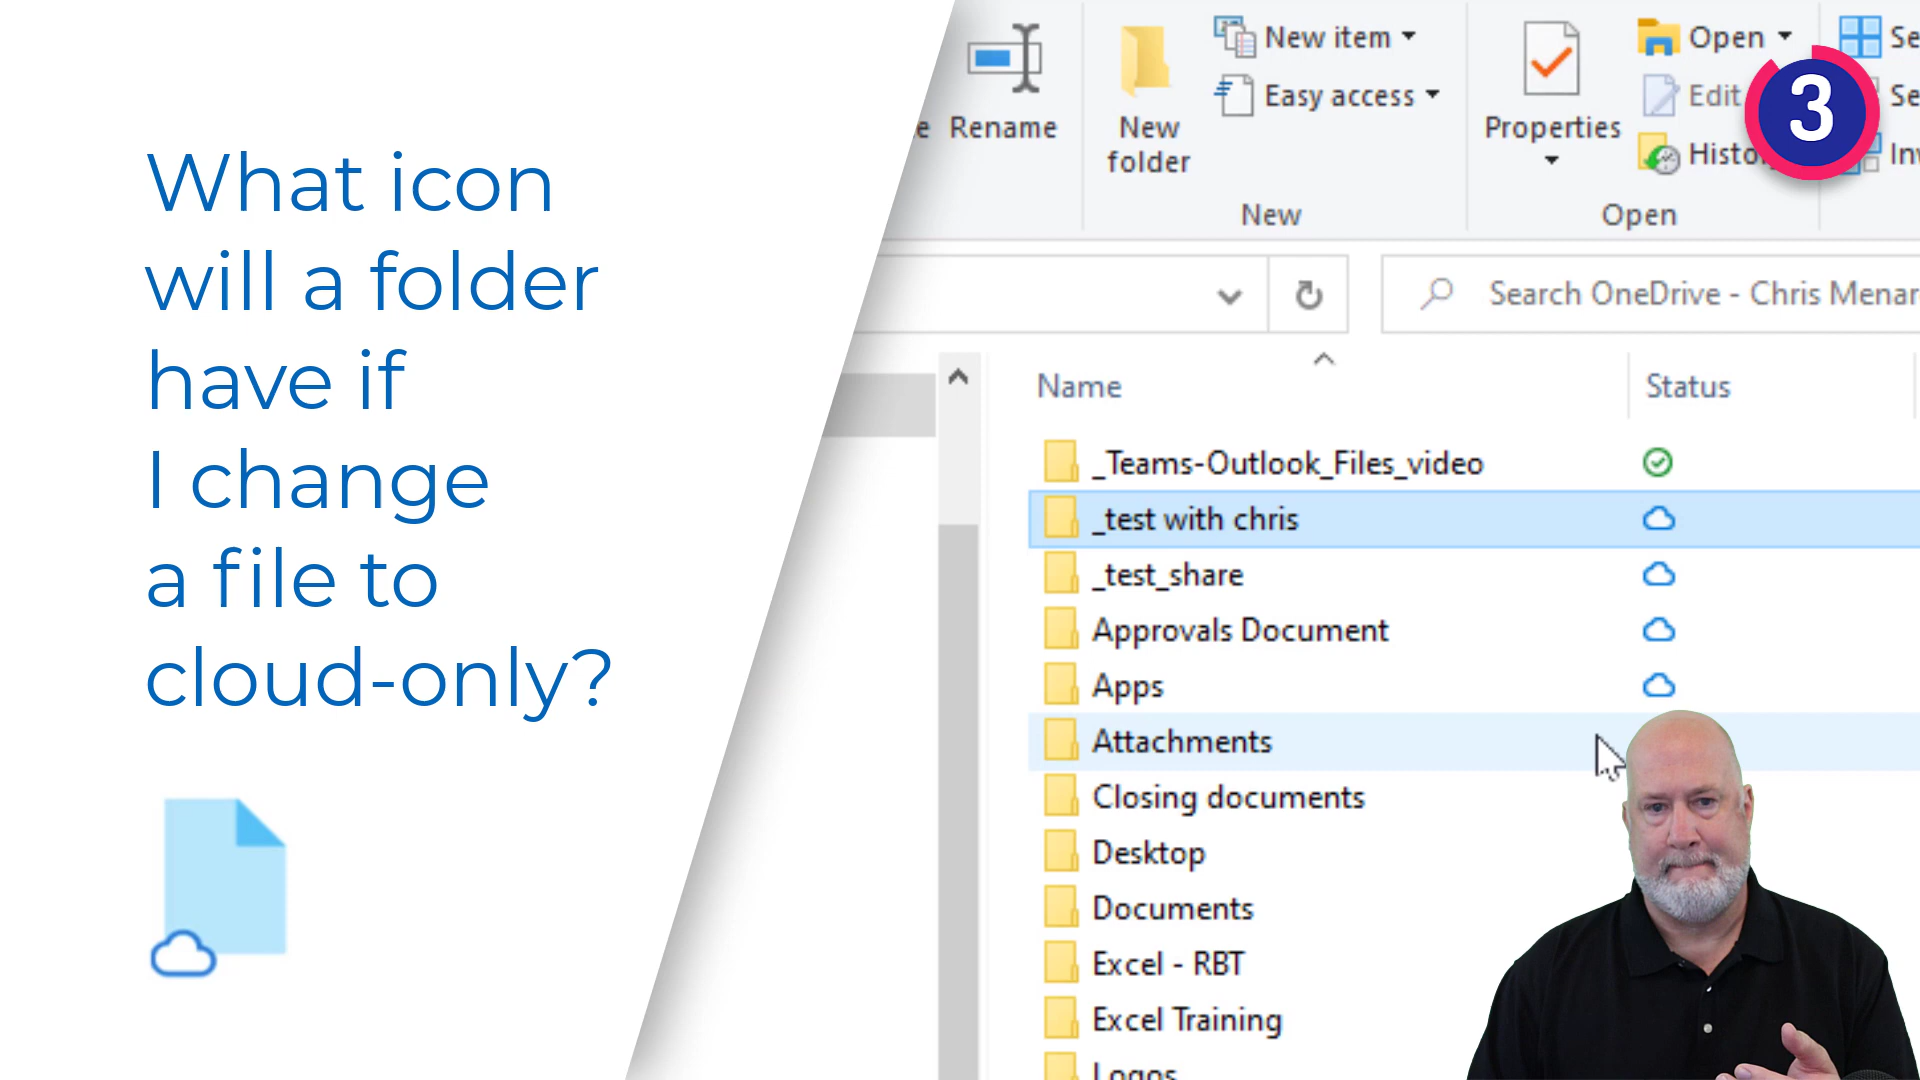 What icon
will a folder
have if
I change
a file to
cloud-only?
Rename
New
folder
New item
Easy access
New
Properties
Open
Edit
Open
3
Search OneDrive - Chris
Name
Status
_Teams-Outlook_Files_video
_test with chris
_test_share
Approvals Document
Apps
Attachments
Closing documents
Desktop
Documents
Excel - RBT
Excel Training
Logos